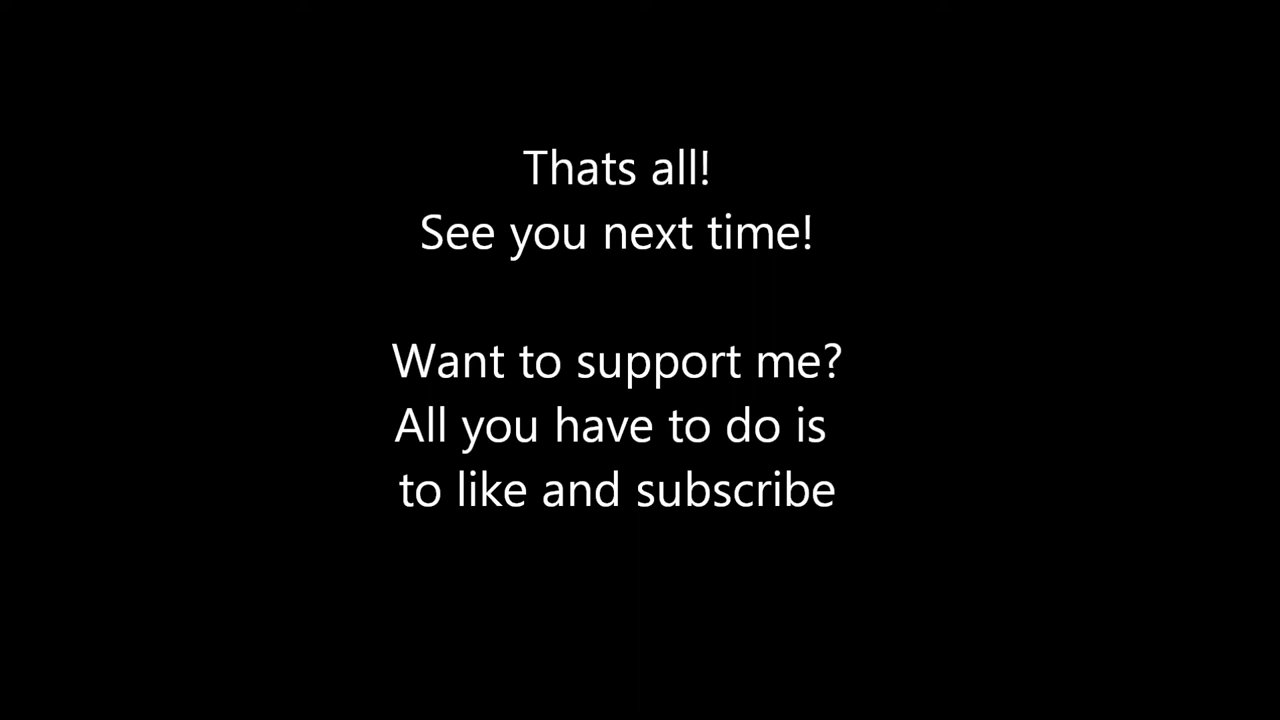 Thats all!
See you next time!
Want to support me?
All you have to do is
to like and subscribe